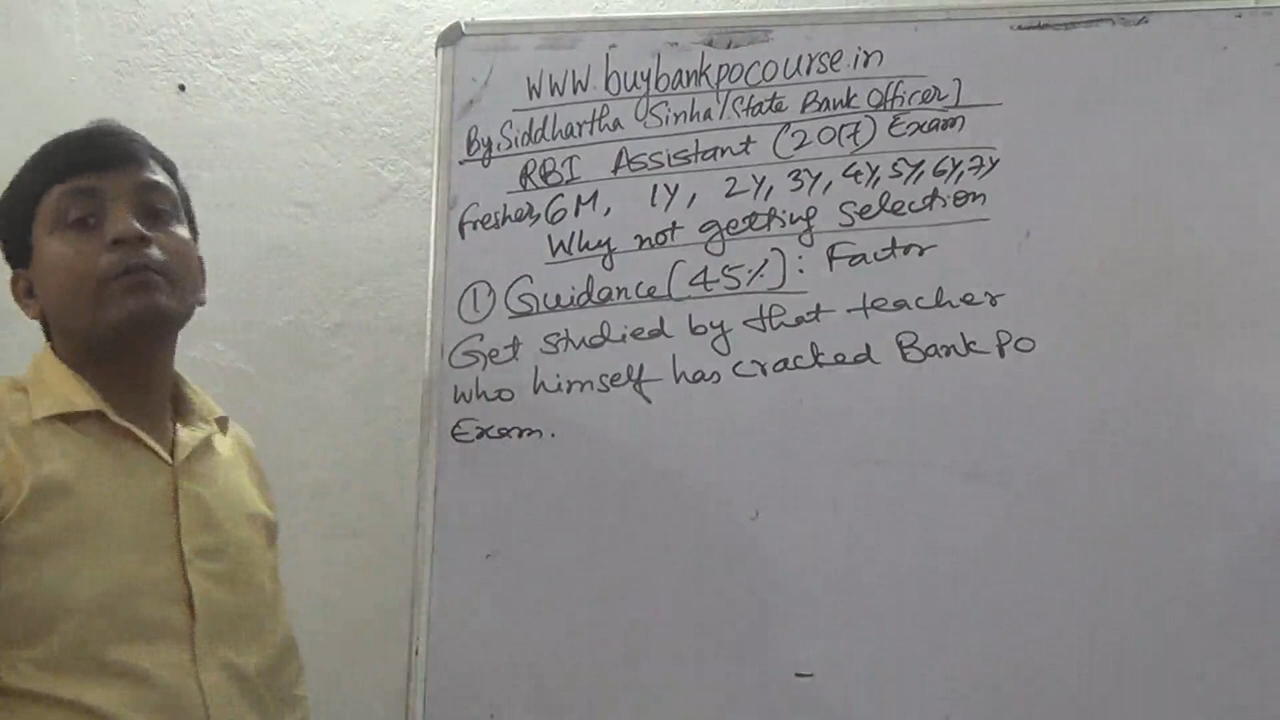 www.buybankpocourse.in
By Siddhartha Sinha (State Bank Officer)
RBI Assistant (2017) Exam
Fresher, 6M, 1Y, 2Y, 3Y, 4Y, 5Y, 6Y, 7Y
Why not getting selection
① Guidance (45%): Factor
Get studied by that teacher
who himself has cracked Bank PO
Exam.